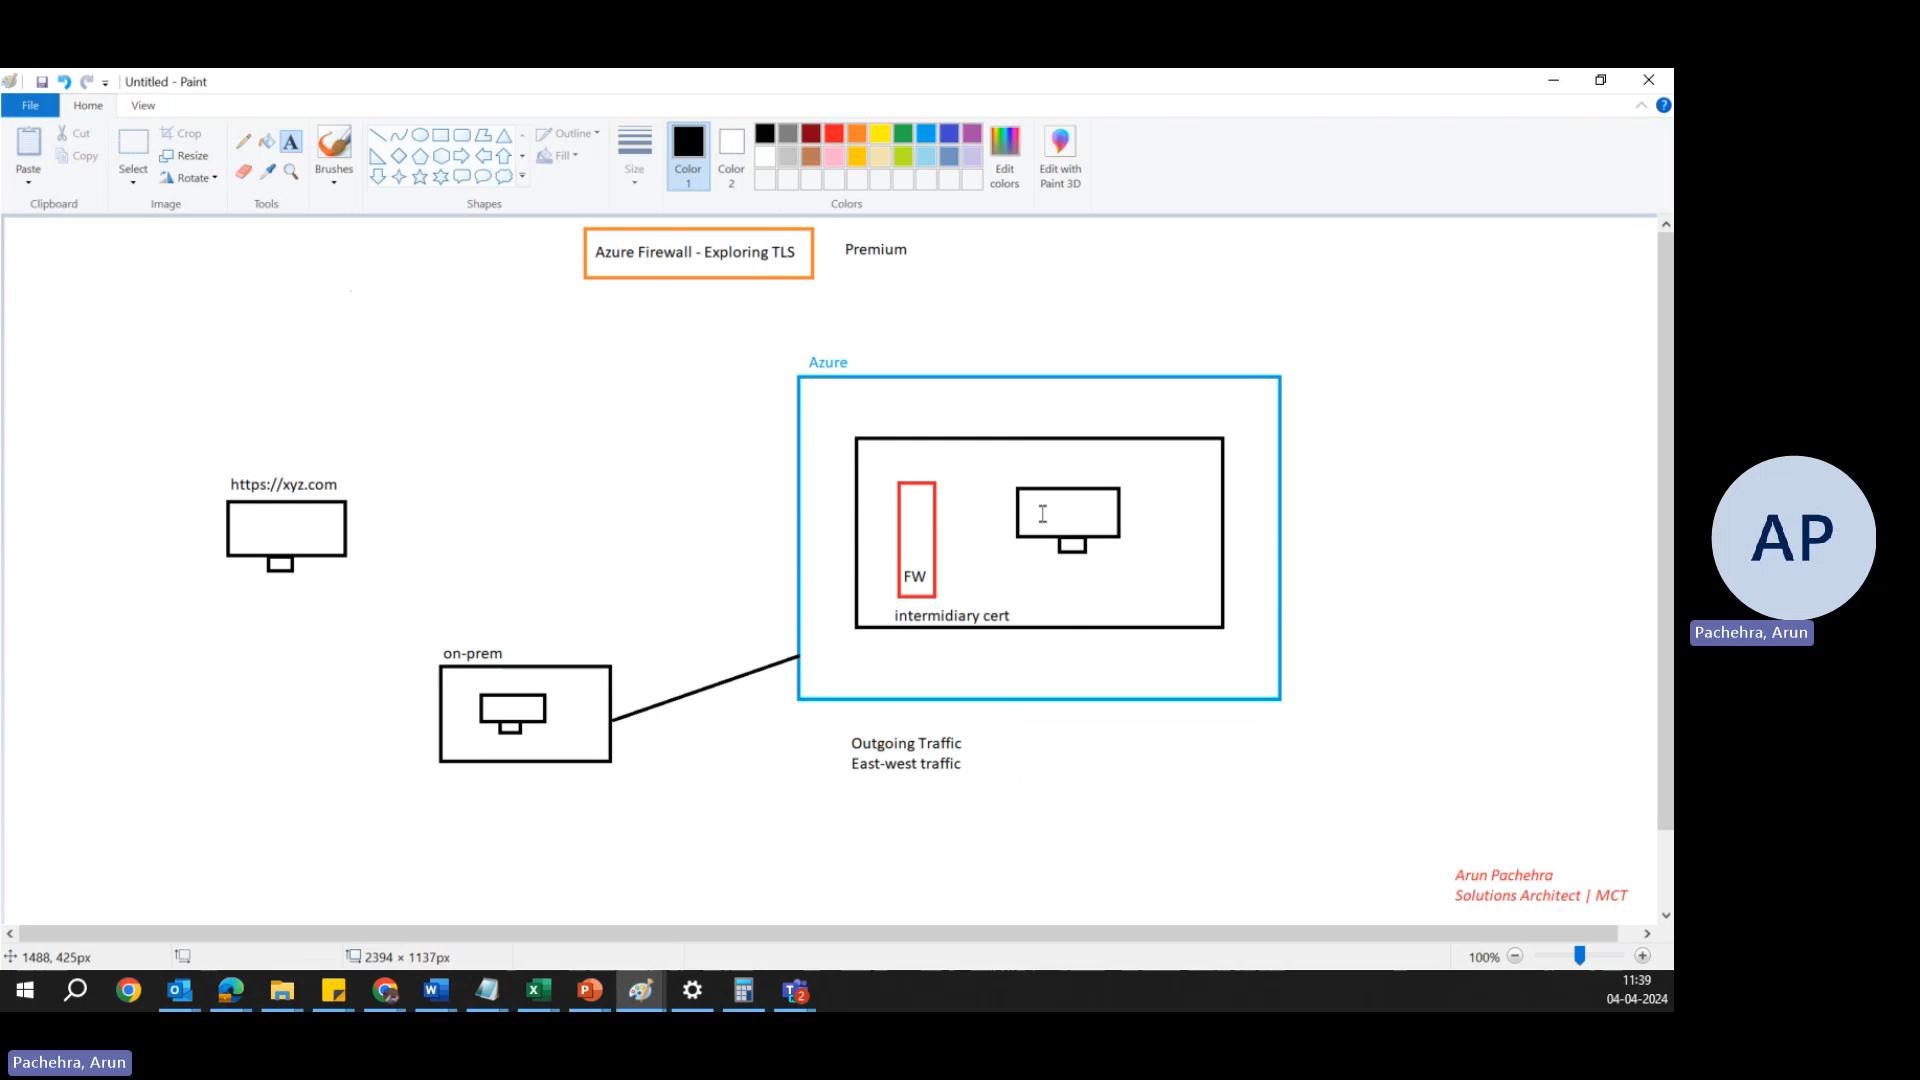 Untitled - Paint
File
Home
View
Paste
Cut
Copy
Clipboard
Select
Crop
Resize
Rotate
Image
A
Tools
Brushes
Shapes
Outline
Fill
Size
Color
1
Color
2
Edit
colors
Edit with
Paint 3D
Colors
Azure Firewall - Exploring TLS
Premium
Azure
https://xyz.com
FW
intermidiary cert
on-prem
Outgoing Traffic
East-west traffic
Arun Pachehra
Solutions Architect | MCT
1488, 425px
2394 × 1137px
100%
11:39
04-04-2024
AP
Pachehra, Arun
Pachehra, Arun